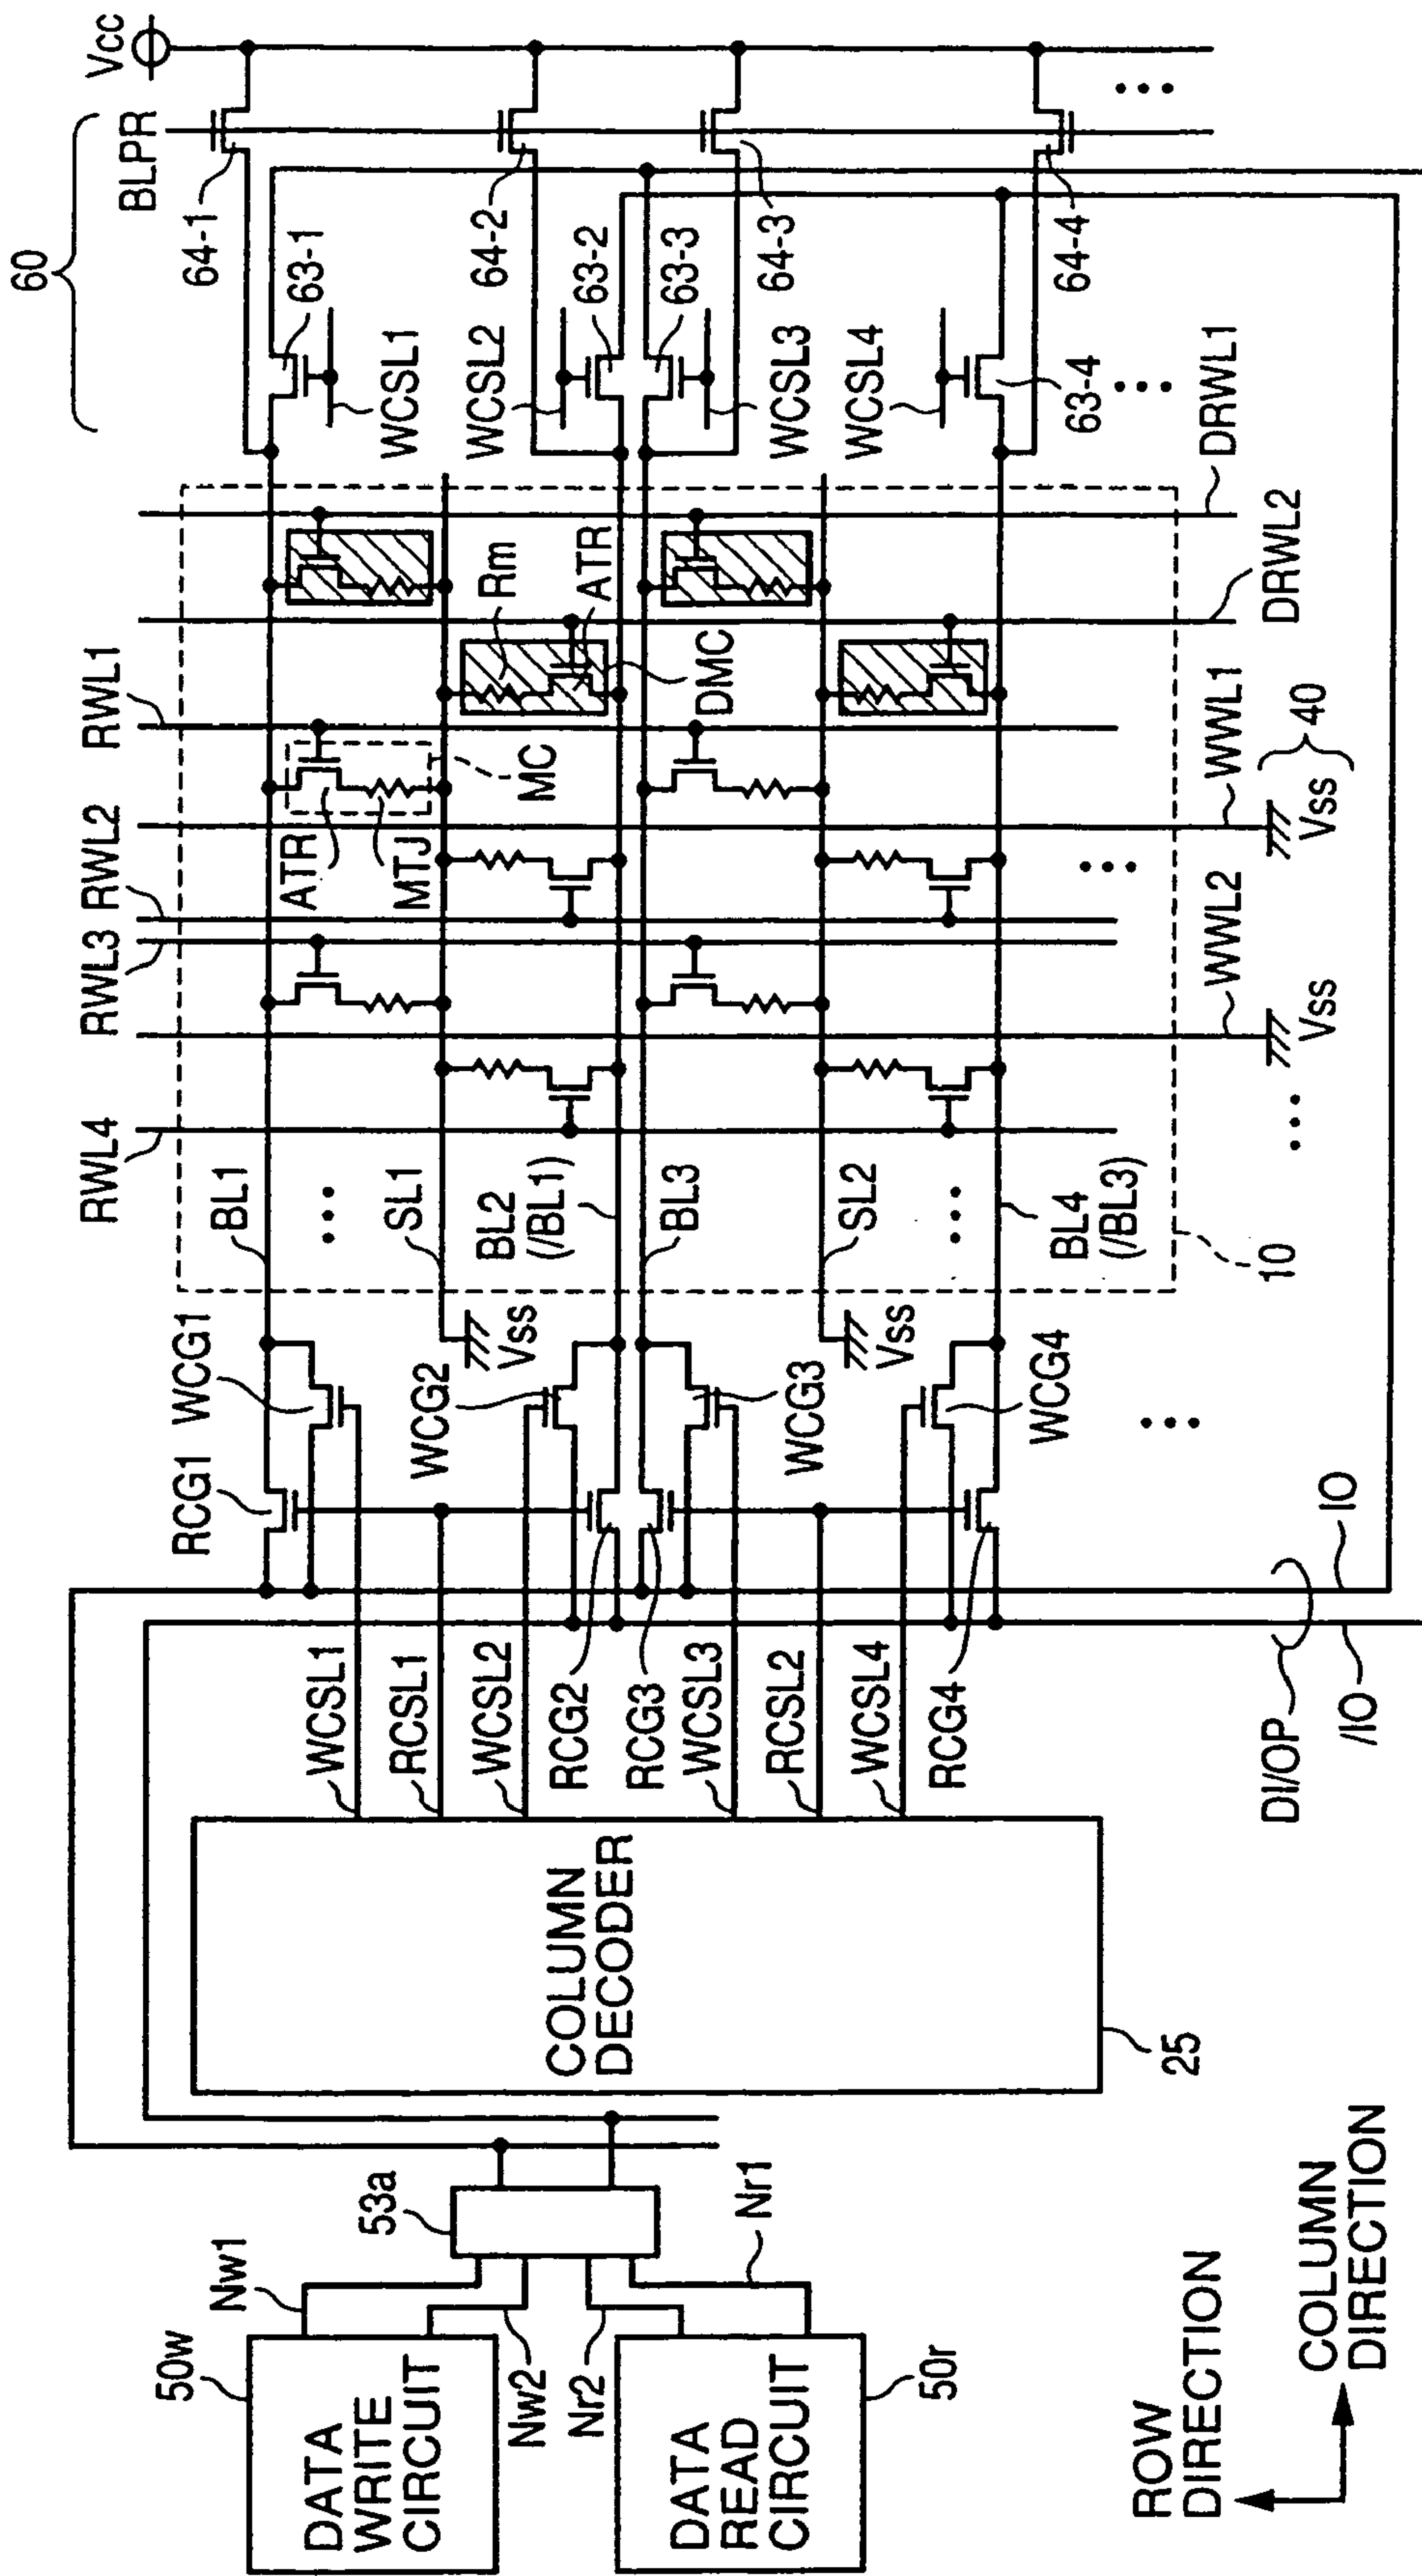 60
BLPR
Vcc
64-1
63-1
WCSL1
64-2
WCSL2
63-2
63-3
WCSL3
64-3
WCSL4
63-4
64-4
DRWL1
DRWL2
RWL1
RWL2
RWL3
RWL4
Rm
ATR
DMC
MC
ATR
MTJ
WWL1
40
Vss
WWL2
Vss
BL1
SL1
BL2
(/BL1)
BL3
SL2
BL4
(/BL3)
10
WCG1
RCG1
Vss
WCG2
WCG3
Vss
WCG4
WCSL1
RCSL1
WCSL2
RCG2
RCG3
WCSL3
RCSL2
WCSL4
RCG4
DI/OP
IO
/IO
COLUMN
DECODER
25
53a
Nw1
Nw2
Nr2
Nr1
50w
DATA
WRITE
CIRCUIT
DATA
READ
CIRCUIT
50r
ROW
DIRECTION
COLUMN
DIRECTION